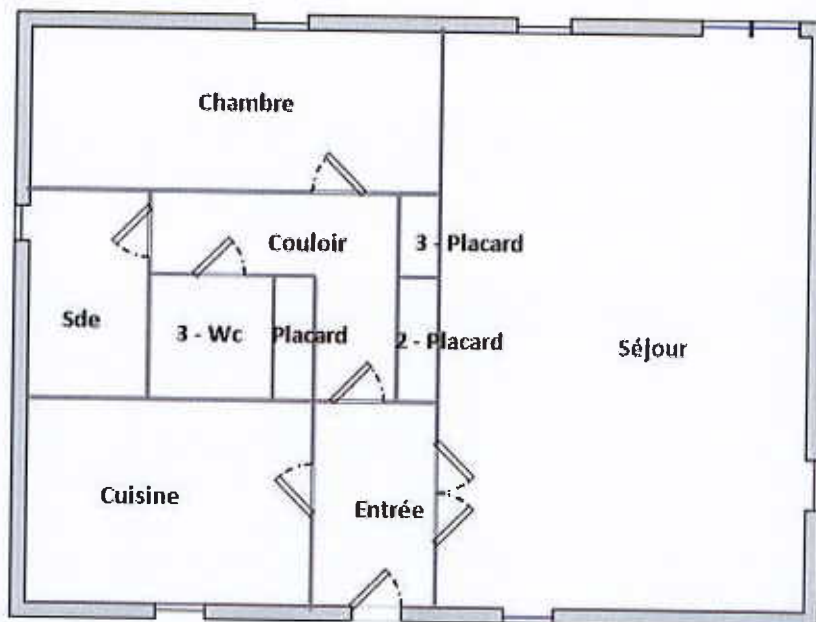 Chambre
Couloir
3 - Placard
Sde
3 - Wc
Placard
2 - Placard
Séjour
Cuisine
Entrée